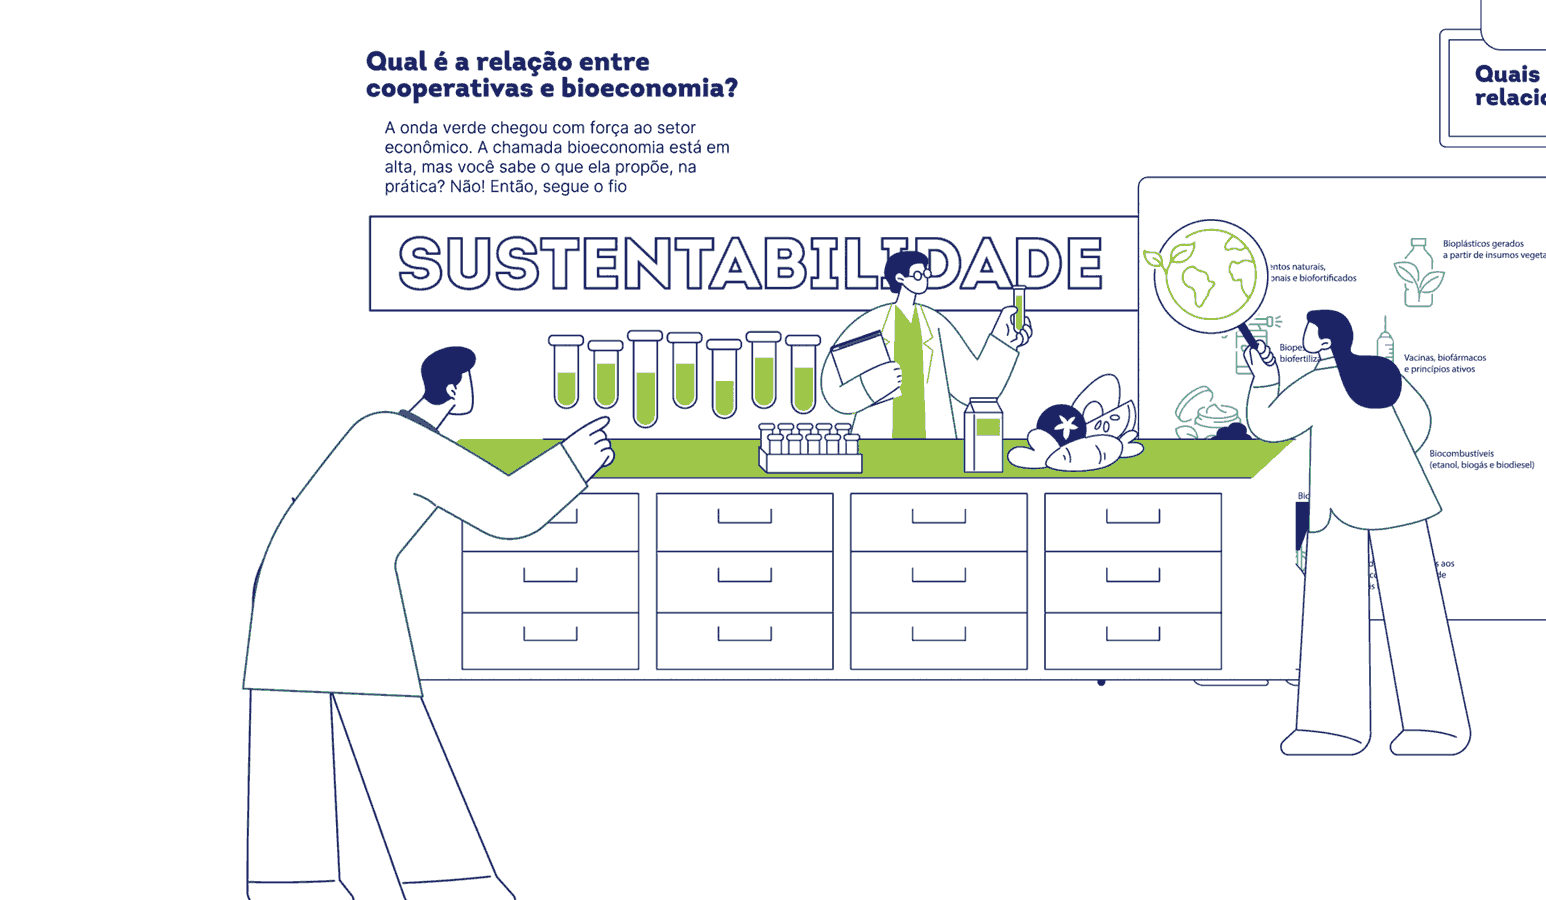 Qual é a relação entre
cooperativas e bioeconomia?
A onda verde chegou com força ao setor
econômico. A chamada bioeconomia está em
alta, mas você sabe o que ela propõe, na
prática? Não! Então, segue o fio
SUSTENTABILIDADE
Quais
Bioplásticos gerados
a partir de insumos
e biofortificados
naturais,
Vacinas, biofármacos
e princípios ativos
Biocombustíveis
(etanol, biogás e biodiesel)
aos
de